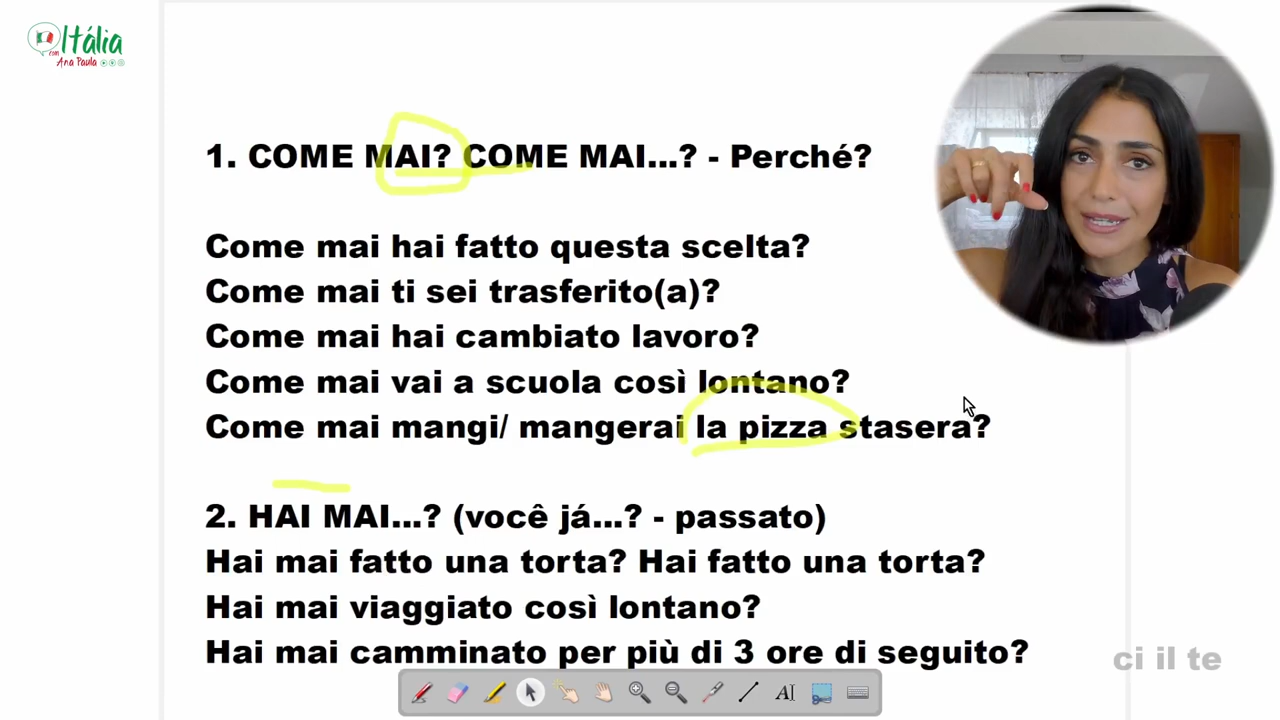 Itália
com
Ana Paula
1. COME MAI? COME MAI...? - Perché?
Come mai hai fatto questa scelta?
Come mai ti sei trasferito(a)?
Come mai hai cambiato lavoro?
Come mai vai a scuola così lontano?
Come mai mangi/ mangerai la pizza stasera?
2. HAI MAI...? (você já...? - passato)
Hai mai fatto una torta? Hai fatto una torta?
Hai mai viaggiato così lontano?
Hai mai camminato per più di 3 ore di seguito?
ci il te
AI